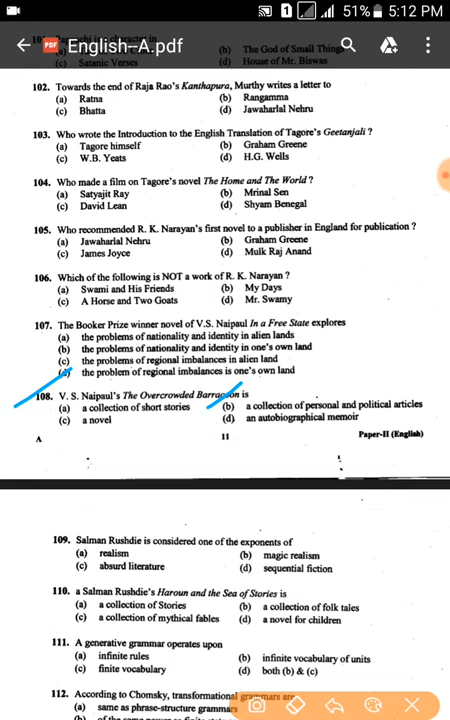 51% 5:12 PM
English–A.pdf
(b) The God of Small Things
(c) Satanic Verses (d) House of Mr. Biswas
102. Towards the end of Raja Rao's Kanthapura, Murthy writes a letter to
(a) Ratna (b) Rangamma
(c) Bhatta (d) Jawaharlal Nehru
103. Who wrote the Introduction to the English Translation of Tagore's Geetanjali ?
(a) Tagore himself (b) Graham Greene
(c) W.B. Yeats (d) H.G. Wells
104. Who made a film on Tagore's novel The Home and The World ?
(a) Satyajit Ray (b) Mrinal Sen
(c) David Lean (d) Shyam Benegal
105. Who recommended R. K. Narayan's first novel to a publisher in England for publication ?
(a) Jawaharlal Nehru (b) Graham Greene
(c) James Joyce (d) Mulk Raj Anand
106. Which of the following is NOT a work of R. K. Narayan ?
(a) Swami and His Friends (b) My Days
(c) A Horse and Two Goats (d) Mr. Swamy
107. The Booker Prize winner novel of V.S. Naipaul In a Free State explores
(a) the problems of nationality and identity in alien lands
(b) the problems of nationality and identity in one's own land
(c) the problems of regional imbalances in alien land
(d) the problem of regional imbalances is one's own land
108. V. S. Naipaul's The Overcrowded Barracoon is
(a) a collection of short stories (b) a collection of personal and political articles
(c) a novel (d) an autobiographical memoir
A 11 Paper-II (English)
109. Salman Rushdie is considered one of the exponents of
(a) realism (b) magic realism
(c) absurd literature (d) sequential fiction
110. a Salman Rushdie's Haroun and the Sea of Stories is
(a) a collection of Stories (b) a collection of folk tales
(c) a collection of mythical fables (d) a novel for children
111. A generative grammar operates upon
(a) infinite rules (b) infinite vocabulary of units
(c) finite vocabulary (d) both (b) & (c)
112. According to Chomsky, transformational grammars are
(a) same as phrase-structure grammars